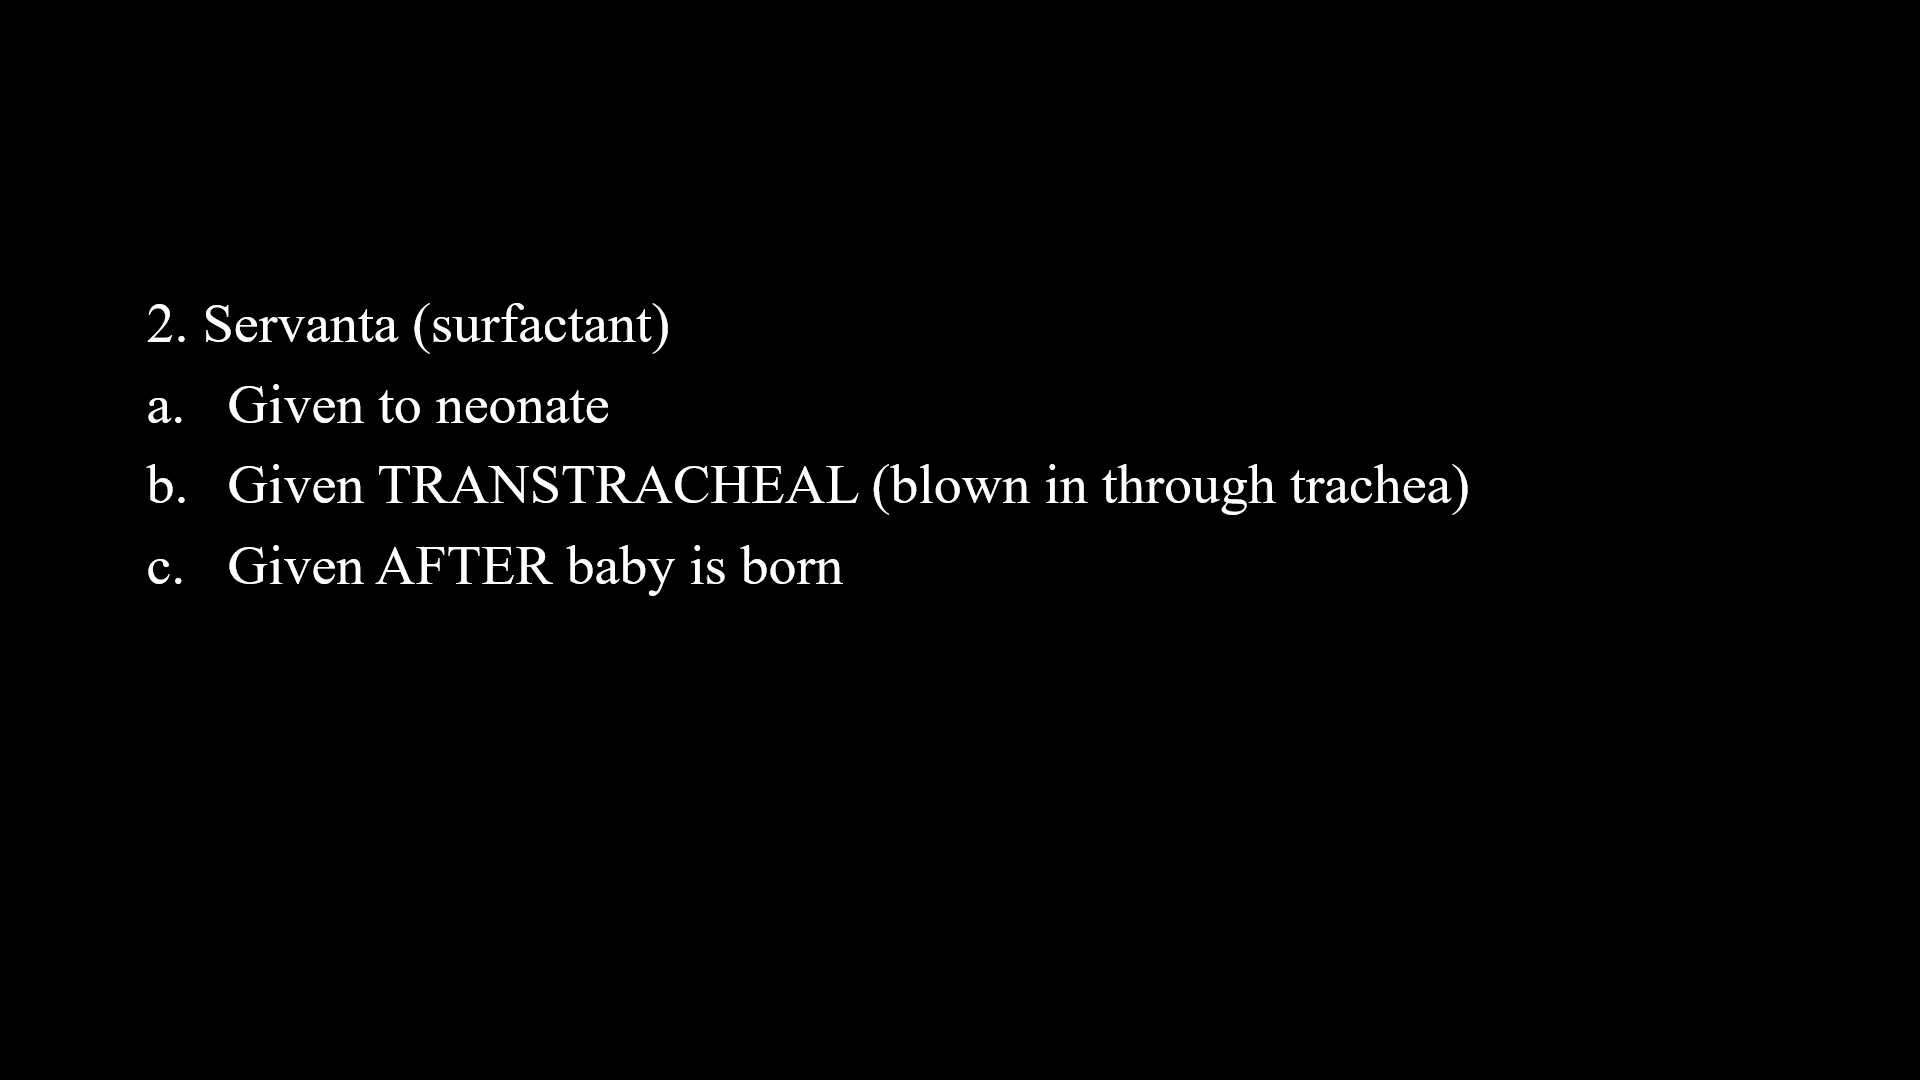 2. Servanta (surfactant)
a. Given to neonate
b. Given TRANSTRACHEAL (blown in through trachea)
c. Given AFTER baby is born